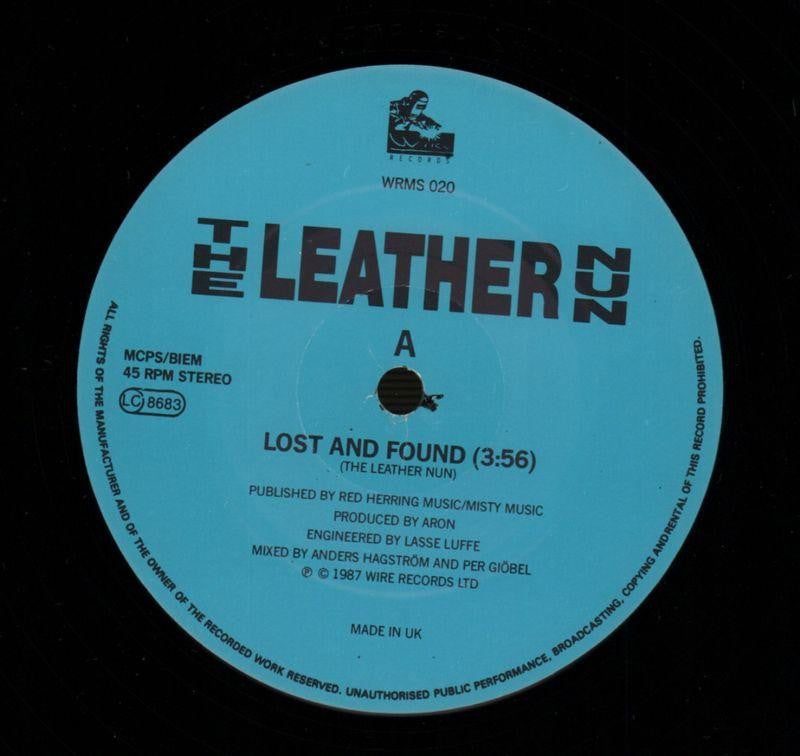 WIRE
RECORDS
WRMS 020
THE LEATHER NUN
A
MCPS/BIEM
45 RPM STEREO
LC 8683
LOST AND FOUND (3:56)
(THE LEATHER NUN)
PUBLISHED BY RED HERRING MUSIC/MISTY MUSIC
PRODUCED BY ARON
ENGINEERED BY LASSE LUFFE
MIXED BY ANDERS HAGSTRÖM AND PER GIÖBEL
℗ © 1987 WIRE RECORDS LTD
MADE IN UK
ALL RIGHTS OF THE MANUFACTURER AND OF THE OWNER OF THE RECORDED WORK RESERVED. UNAUTHORISED PUBLIC PERFORMANCE, BROADCASTING, COPYING AND RENTAL OF THIS RECORD PROHIBITED.